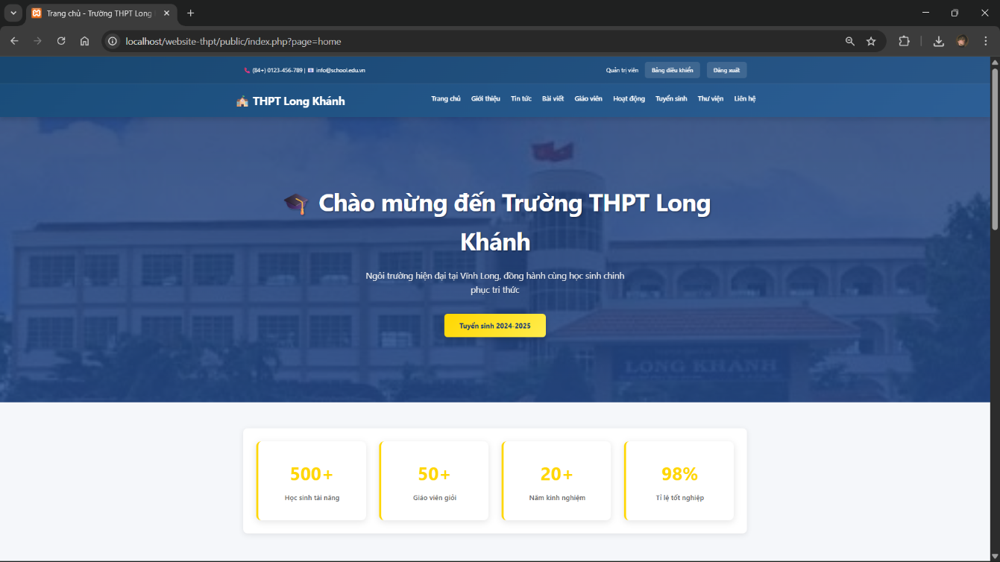 Trang chủ - Trường THPT Long
localhost/website-thpt/public/index.php?page=home
(84+) 0123-456-789 | info@school.edu.vn
Quản trị viên Bảng điều khiển Đăng xuất
THPT Long Khánh
Trang chủ Giới thiệu Tin tức Bài viết Giáo viên Hoạt động Tuyển sinh Thư viện Liên hệ
Chào mừng đến Trường THPT Long
Khánh
Ngôi trường hiện đại tại Vĩnh Long, đồng hành cùng học sinh chinh
phục tri thức
Tuyển sinh 2024-2025
LONG KHÁNH
500+ 50+ 20+ 98%
Học sinh tài năng Giáo viên giỏi Năm kinh nghiệm Tỉ lệ tốt nghiệp